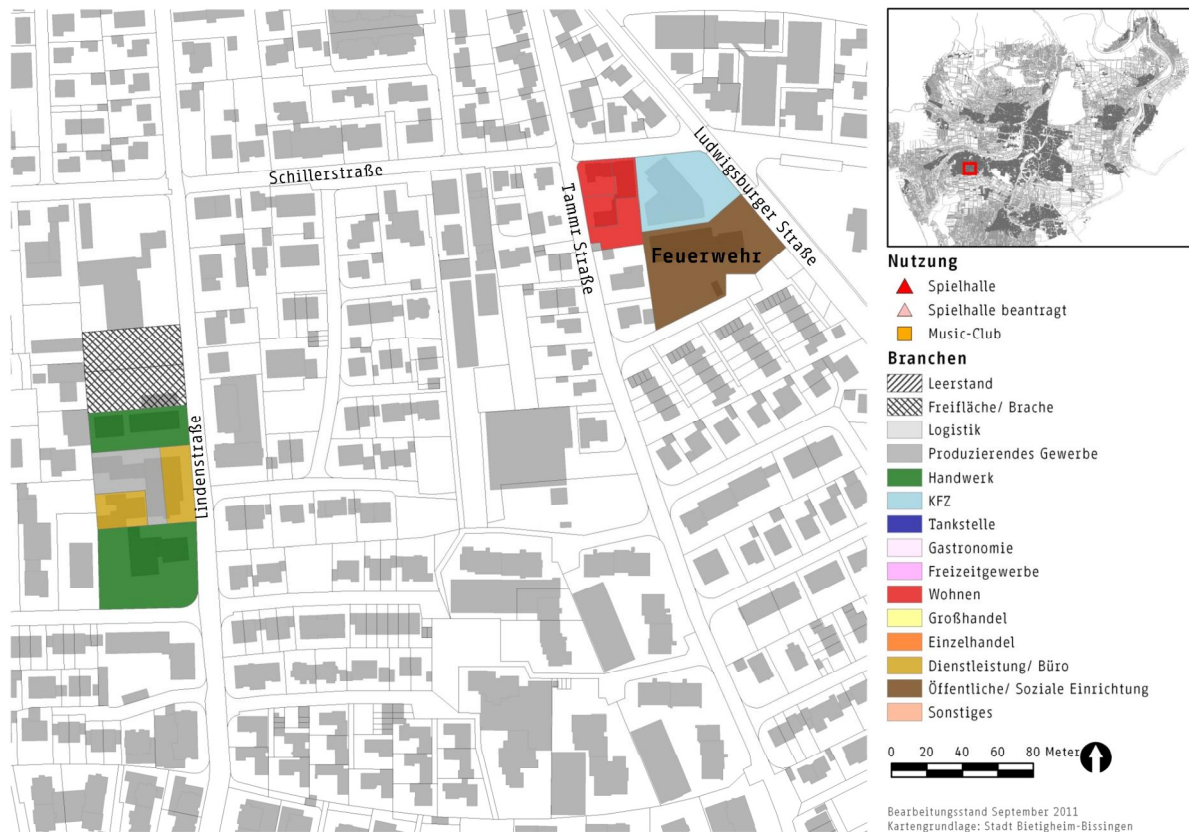 Schillerstraße
Tammr Straße
Ludwigsburger Straße
Feuerwehr
Lindenstraße
Nutzung
Spielhalle
Spielhalle beantragt
Music-Club
Branchen
Leerstand
Freifläche/ Brache
Logistik
Produzierendes Gewerbe
Handwerk
KFZ
Tankstelle
Gastronomie
Freizeitgewerbe
Wohnen
Großhandel
Einzelhandel
Dienstleistung/ Büro
Öffentliche/ Soziale Einrichtung
Sonstiges
0 20 40 60 80 Meter
Bearbeitungsstand September 2011
Kartengrundlage: Stadt Bietigheim-Bissingen